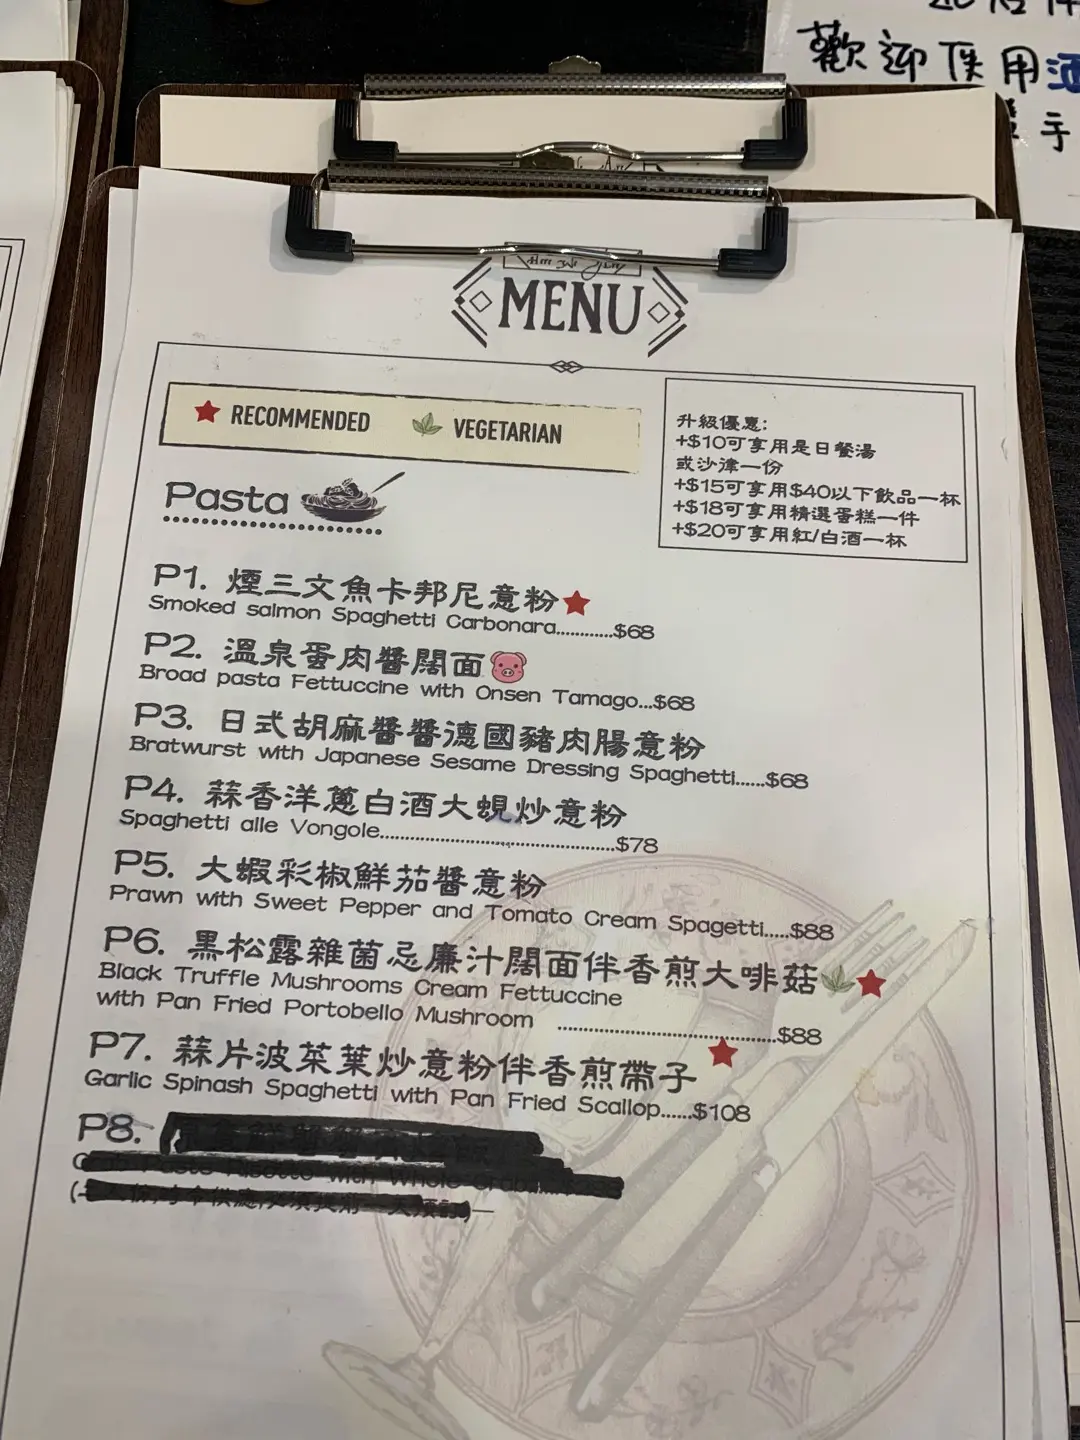 歡迎使用酒
手
MENU
RECOMMENDED
VEGETARIAN
升級優惠:
+$10可享用是日餐湯
或沙律一份
+$15可享用$40以下飲品一杯
+$18可享用精選蛋糕一件
+$20可享用紅/白酒一杯
Pasta
P1. 煙三文魚卡邦尼意粉
Smoked salmon Spaghetti Carbonara............$68
P2. 溫泉蛋肉醬闊面
Broad pasta Fettuccine with Onsen Tamago...$68
P3. 日式胡麻醬醬德國豬肉腸意粉
Bratwurst with Japanese Sesame Dressing Spaghetti......$68
P4. 蒜香洋蔥白酒大蜆炒意粉
Spaghetti alle Vongole..................................................$78
P5. 大蝦彩椒鮮茄醬意粉
Prawn with Sweet Pepper and Tomato Cream Spagetti.....$88
P6. 黑松露雜菌忌廉汁闊面伴香煎大啡菇
Black Truffle Mushrooms Cream Fettuccine
with Pan Fried Portobello Mushroom ..............................................$88
P7. 蒜片波菜葉炒意粉伴香煎帶子
Garlic Spinash Spaghetti with Pan Fried Scallop......$108
P8.